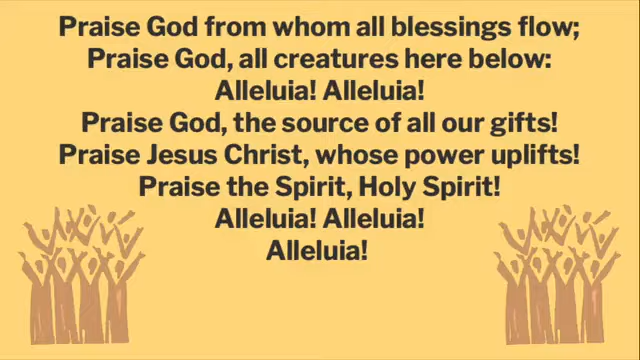 Praise God from whom all blessings flow;
Praise God, all creatures here below:
Alleluia! Alleluia!
Praise God, the source of all our gifts!
Praise Jesus Christ, whose power uplifts!
Praise the Spirit, Holy Spirit!
Alleluia! Alleluia!
Alleluia!